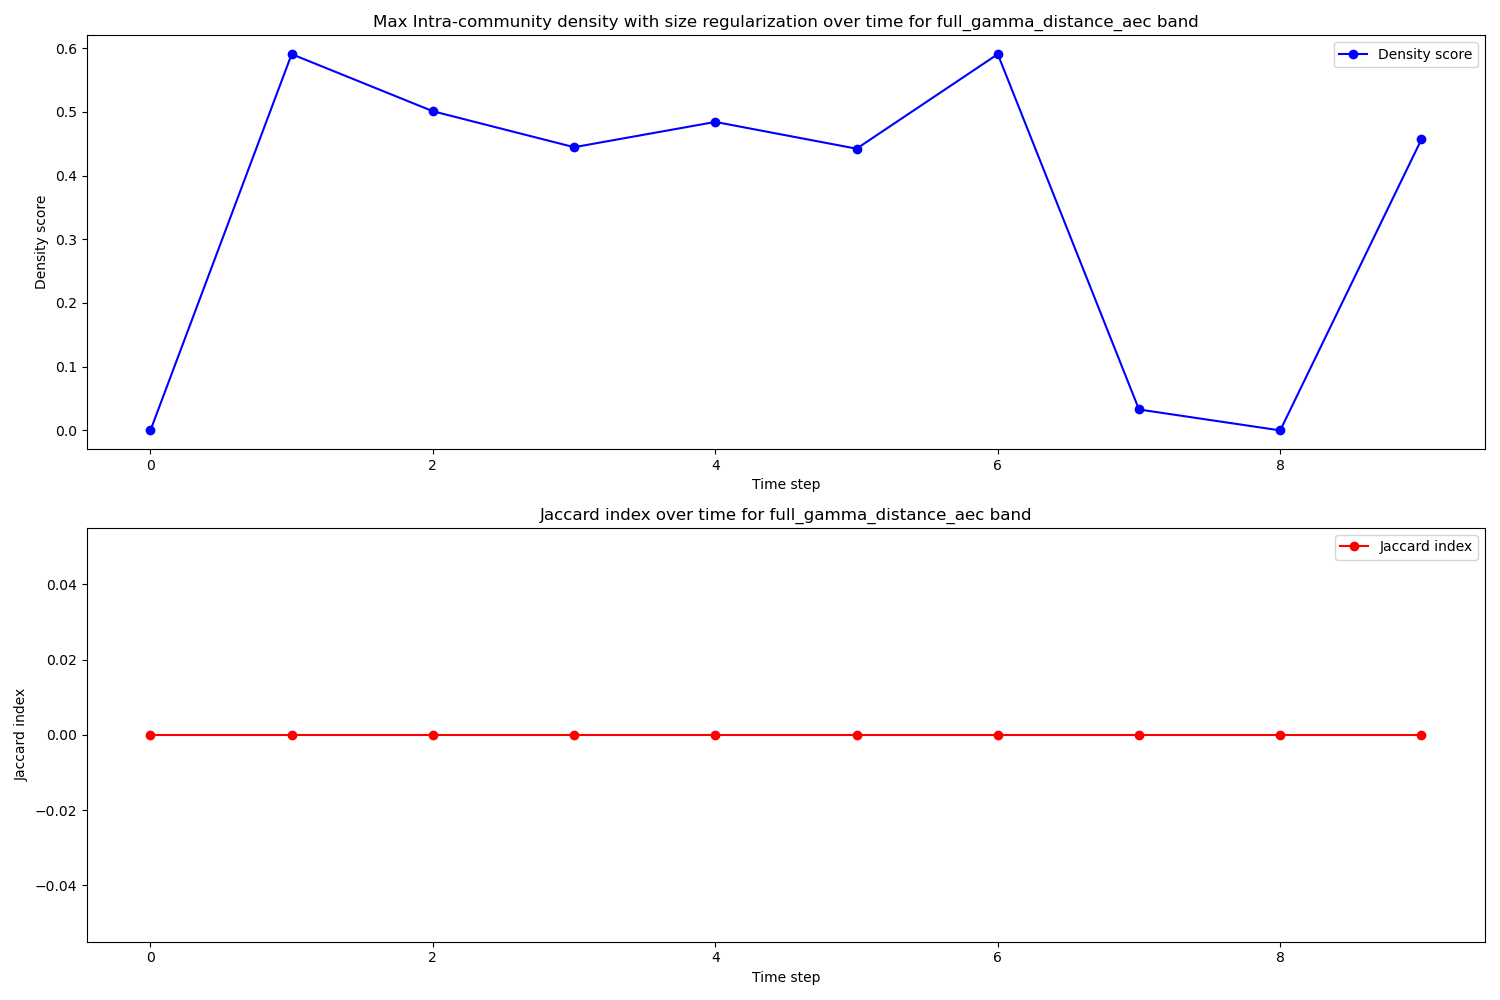 Max Intra-community density with size regularization over time for full_gamma_distance_aec band
Density score
0.6
0.5
0.4
0.3
0.2
0.1
0.0
Density score
0 2 4 6 8
Time step
Jaccard index over time for full_gamma_distance_aec band
Jaccard index
0.04
0.02
0.00
−0.02
−0.04
Jaccard index
0 2 4 6 8
Time step